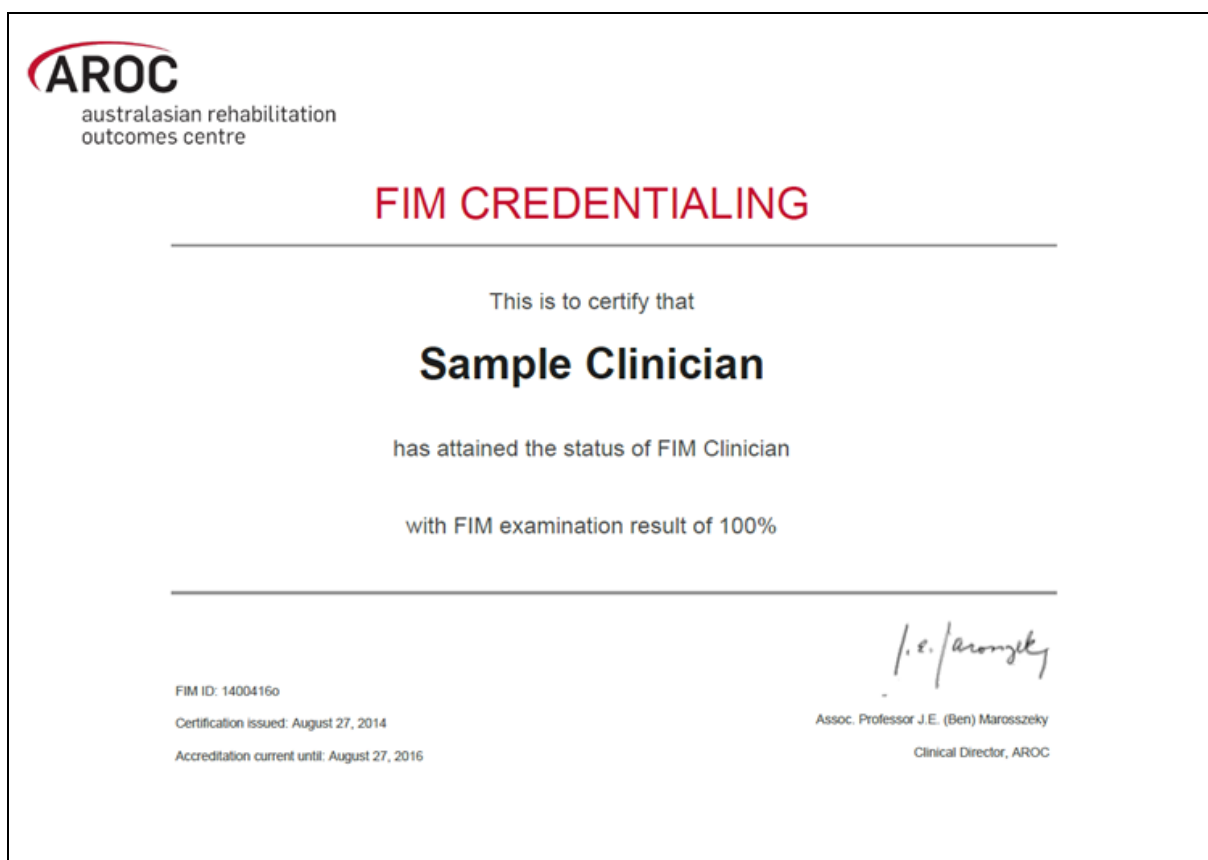 AROC
australasian rehabilitation
outcomes centre
FIM CREDENTIALING
This is to certify that
Sample Clinician
has attained the status of FIM Clinician
with FIM examination result of 100%
FIM ID: 1400416o
Certification issued: August 27, 2014
Accreditation current until: August 27, 2016
J.E. Marosszeky
Assoc. Professor J.E. (Ben) Marosszeky
Clinical Director, AROC